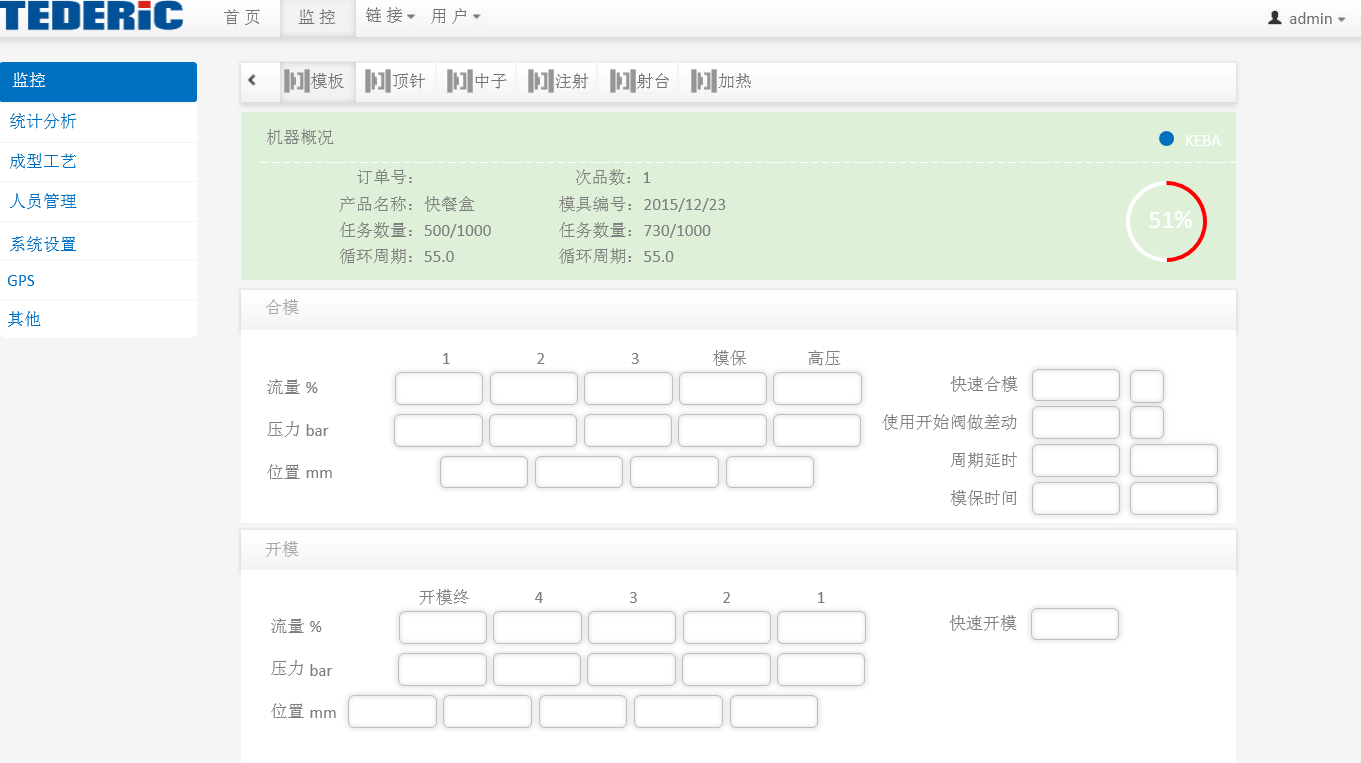 TEDERiC 首 页 监 控 链 接 用 户 admin
监控
统计分析
成型工艺
人员管理
系统设置
GPS
其他
模板 顶针 中子 注射 射台 加热
机器概况 KEBA
订单号： 次品数：1
产品名称：快餐盒 模具编号：2015/12/23
任务数量：500/1000 任务数量：730/1000
循环周期：55.0 循环周期：55.0
51%
合模
1 2 3 模保 高压
流量 % 快速合模
压力 bar 使用开始阀做差动
位置 mm 周期延时
模保时间
开模
开模终 4 3 2 1
流量 % 快速开模
压力 bar
位置 mm